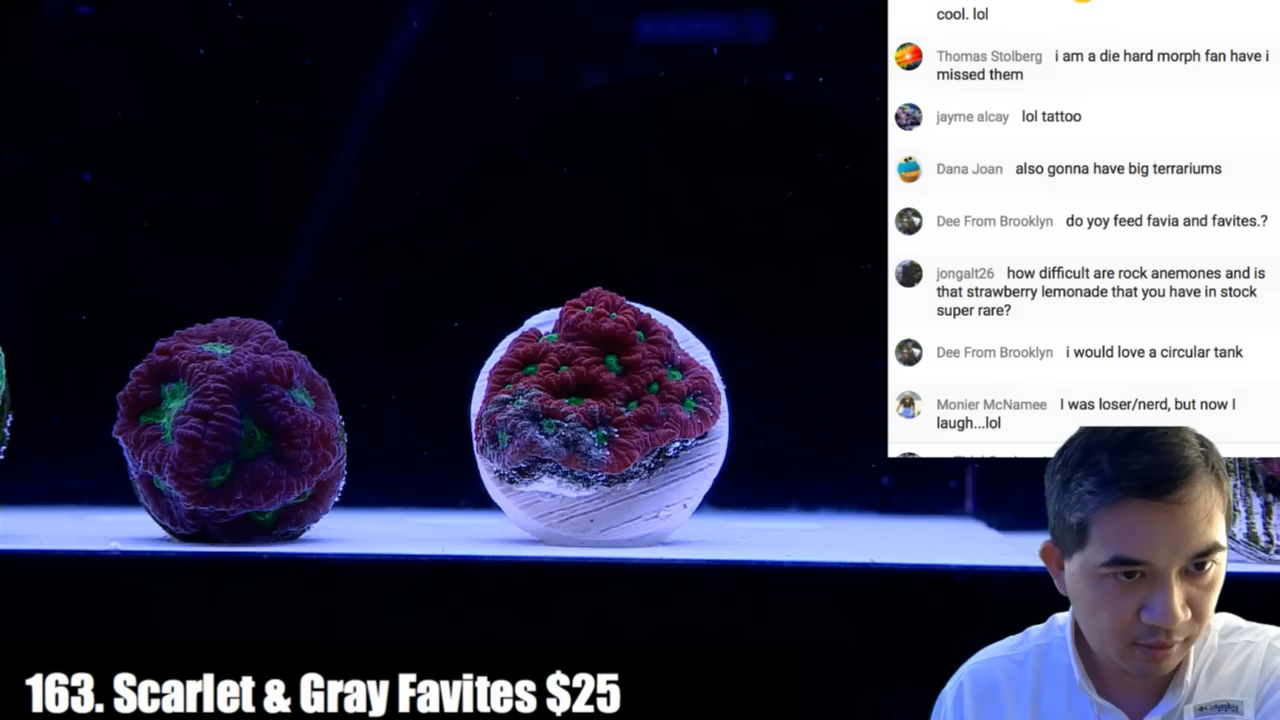 cool. lol
Thomas Stolberg i am a die hard morph fan have i
missed them
jayme alcay lol tattoo
Dana Joan also gonna have big terrariums
Dee From Brooklyn do yoy feed favia and favites.?
jongalt26 how difficult are rock anemones and is
that strawberry lemonade that you have in stock
super rare?
Dee From Brooklyn i would love a circular tank
Monier McNamee I was loser/nerd, but now I
laugh...lol
Columbia
163. Scarlet & Gray Favites $25